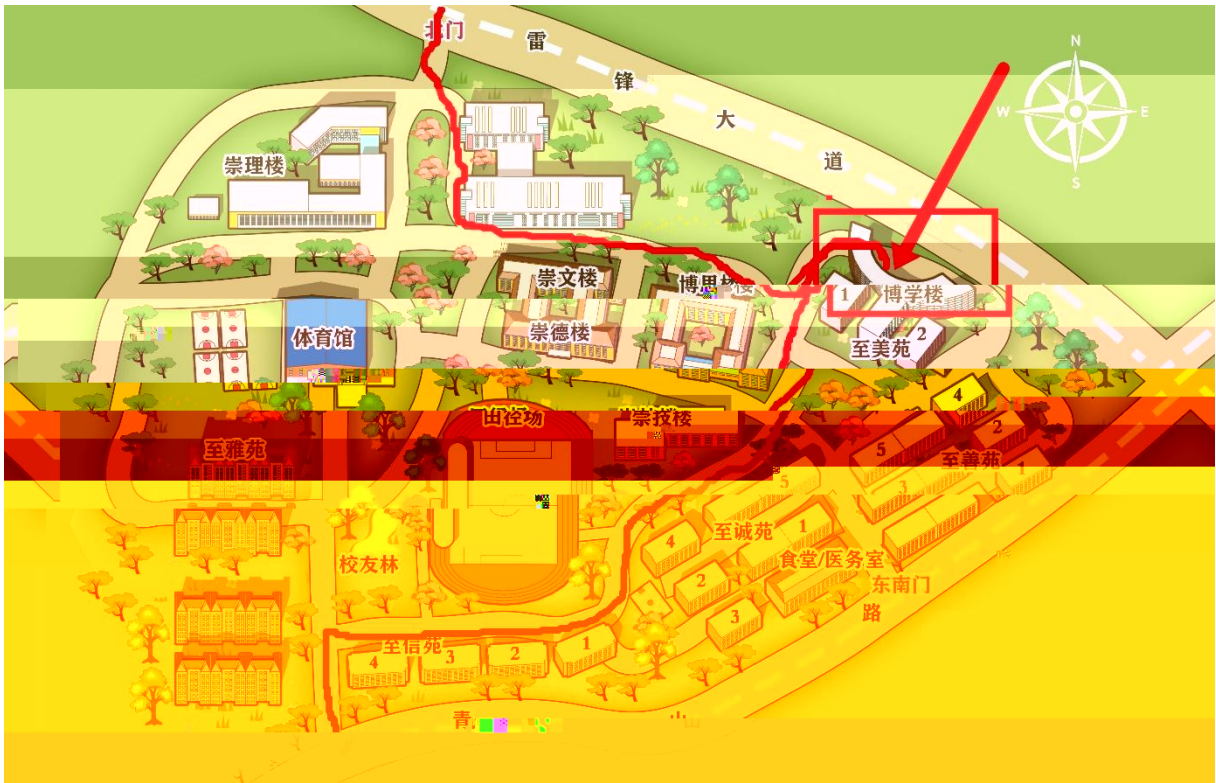 北门
雷
锋
大
道
N
W
E
S
崇理楼
崇文楼
1
博学楼
2
至美苑
体育馆
崇德楼
4
2
崇技楼
至雅苑
5
至善苑
1
3
5
至诚苑
1
4
校友林
食堂/医务室
2
东南门
路
3
至信苑
1
2
3
4
青